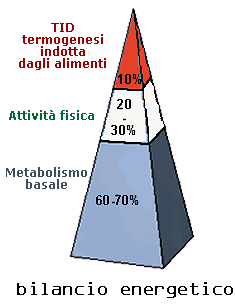 TID
termogenesi
indotta
dagli alimenti
10%
Attività fisica
20
-
30%
Metabolismo
basale
60-70%
bilancio energetico